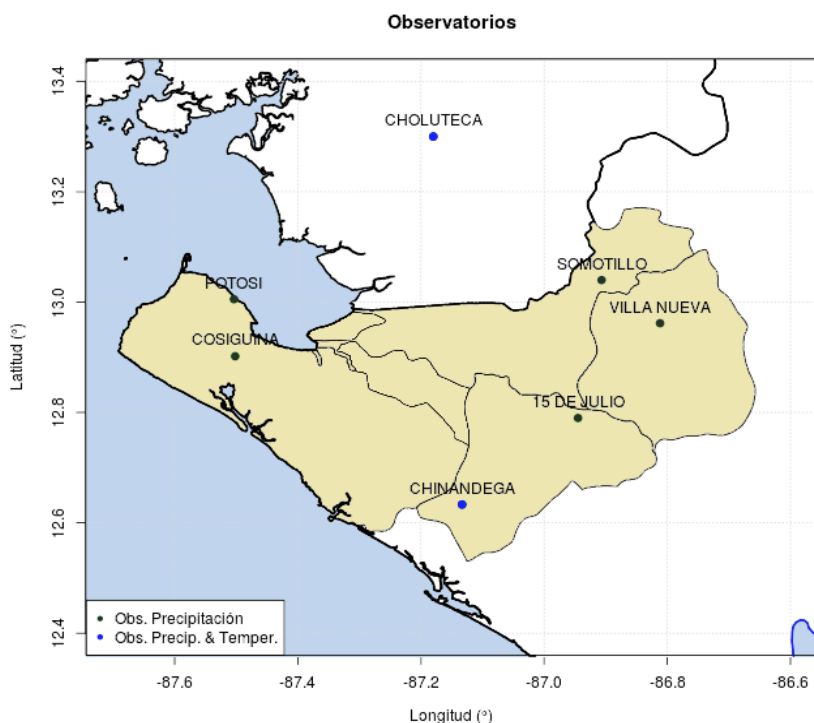 Observatorios
13.4
13.2
13.0
12.8
12.6
12.4
Latitud (°)
CHOLUTECA
SOMOTILLO
POTOSI
VILLA NUEVA
COSIGUINA
15 DE JULIO
CHINANDEGA
Obs. Precipitación
Obs. Precip. & Temper.
-87.6 -87.4 -87.2 -87.0 -86.8 -86.6
Longitud (°)